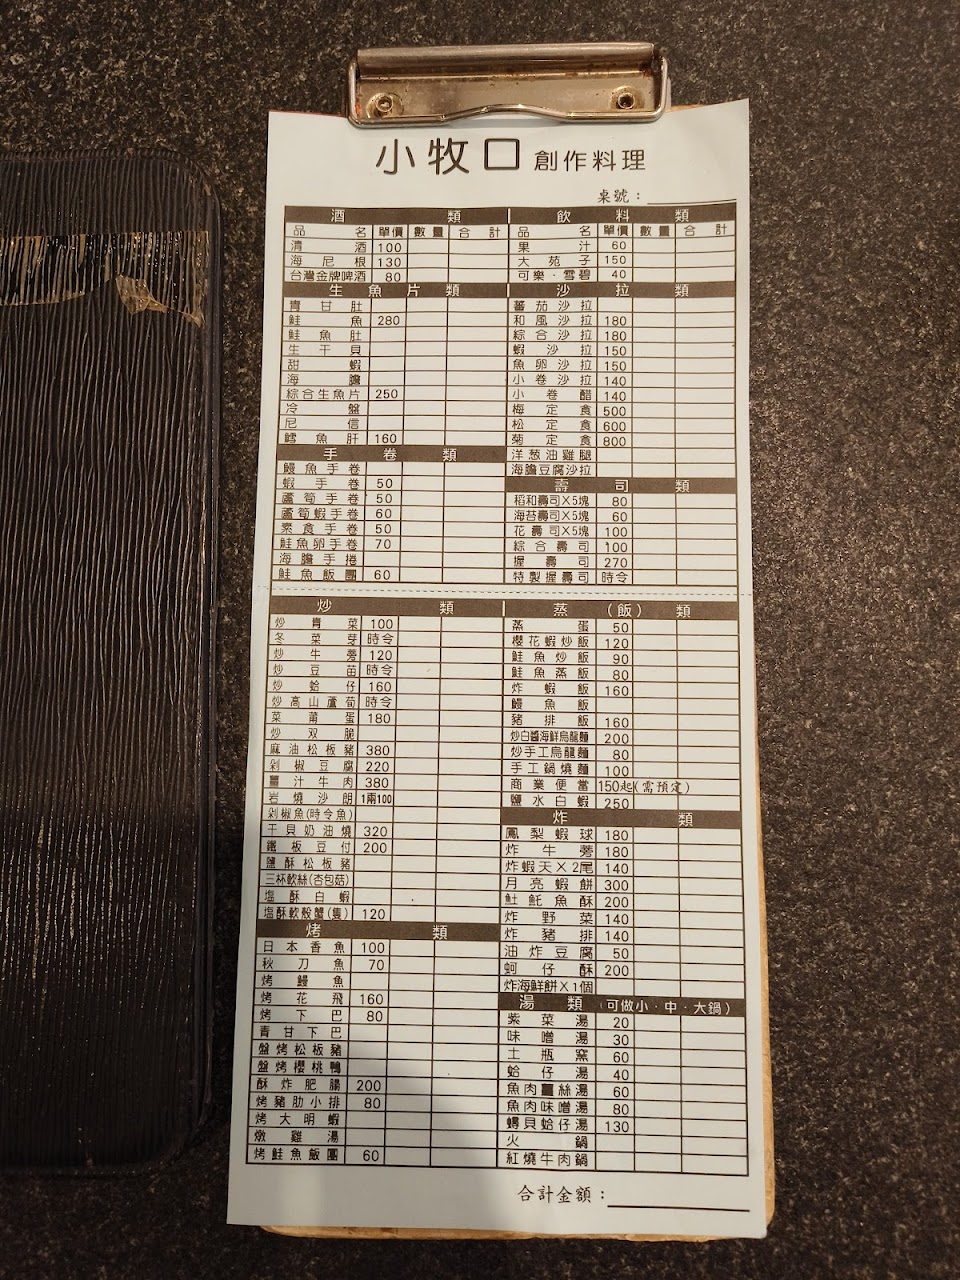 小牧口 創作料理
桌號：
酒類
品名 單價 數量 合計
清酒 100
海尼根 130
台灣金牌啤酒 80
生魚片類
青甘肚
鮭魚 280
鮭魚肚
生干貝
甜蝦
海膽
綜合生魚片 250
冷盤
尼信
鱈魚肝 160
手卷類
鰻魚手卷
蝦手卷 50
蘆筍手卷 50
蘆筍蝦手卷 60
素食手卷 50
鮭魚卵手卷 70
海膽手捲
鮭魚飯團 60
飲料類
品名 單價 數量 合計
果汁 60
大苑子 150
可樂·雪碧 40
沙拉類
蕃茄沙拉
和風沙拉 180
綜合沙拉 180
蝦沙拉 150
魚卵沙拉 150
小卷沙拉 140
小卷醋 140
梅定食 500
松定食 600
菊定食 800
洋蔥油雞腿
海膽豆腐沙拉
壽司類
稻和壽司X5塊 80
海苔壽司X5塊 60
花壽司X5塊 100
綜合壽司 100
握壽司 270
特製握壽司 時令
炒類
炒青菜 100
冬菜芽 時令
炒牛蒡 120
炒豆苗 時令
炒蛤仔 160
炒高山蘆荀 時令
菜莆蛋 180
炒双脆
麻油松板豬 380
剁椒豆腐 220
薑汁牛肉 380
岩燒沙朗 1兩100
剁椒魚(時令魚)
干貝奶油燒 320
鐵板豆付 200
鹽酥松板豬
三杯軟絲(杏包菇)
塩酥白蝦
塩酥軟殼蟹(隻) 120
烤類
日本香魚 100
秋刀魚 70
烤鰻魚
烤花飛 160
烤下巴 80
青甘下巴
盤烤松板豬
盤烤櫻桃鴨
酥炸肥腸 200
烤豬肋小排 80
烤大明蝦
燉雞湯
烤鮭魚飯團 60
蒸(飯)類
蒸蛋 50
櫻花蝦炒飯 120
鮭魚炒飯 90
鮭魚蒸飯 80
炸蝦飯 160
鰻魚飯
豬排飯 160
炒白醬海鮮烏龍麵 200
炒手工烏龍麵 80
手工鍋燒麵 100
商業便當 150起(需預定)
鹽水白蝦 250
炸類
鳳梨蝦球 180
炸牛蒡 180
炸蝦天X2尾 140
月亮蝦餅 300
魠魚酥 200
炸野菜 140
炸豬排 140
油炸豆腐 50
蚵仔酥 200
炸海鮮餅X1個
湯類（可做小·中·大鍋）
紫菜湯 20
味噌湯 30
土瓶窯 60
蛤仔湯 40
魚肉薑絲湯 60
魚肉味噌湯 80
蟳貝蛤仔湯 130
火鍋
紅燒牛肉鍋
合計金額：